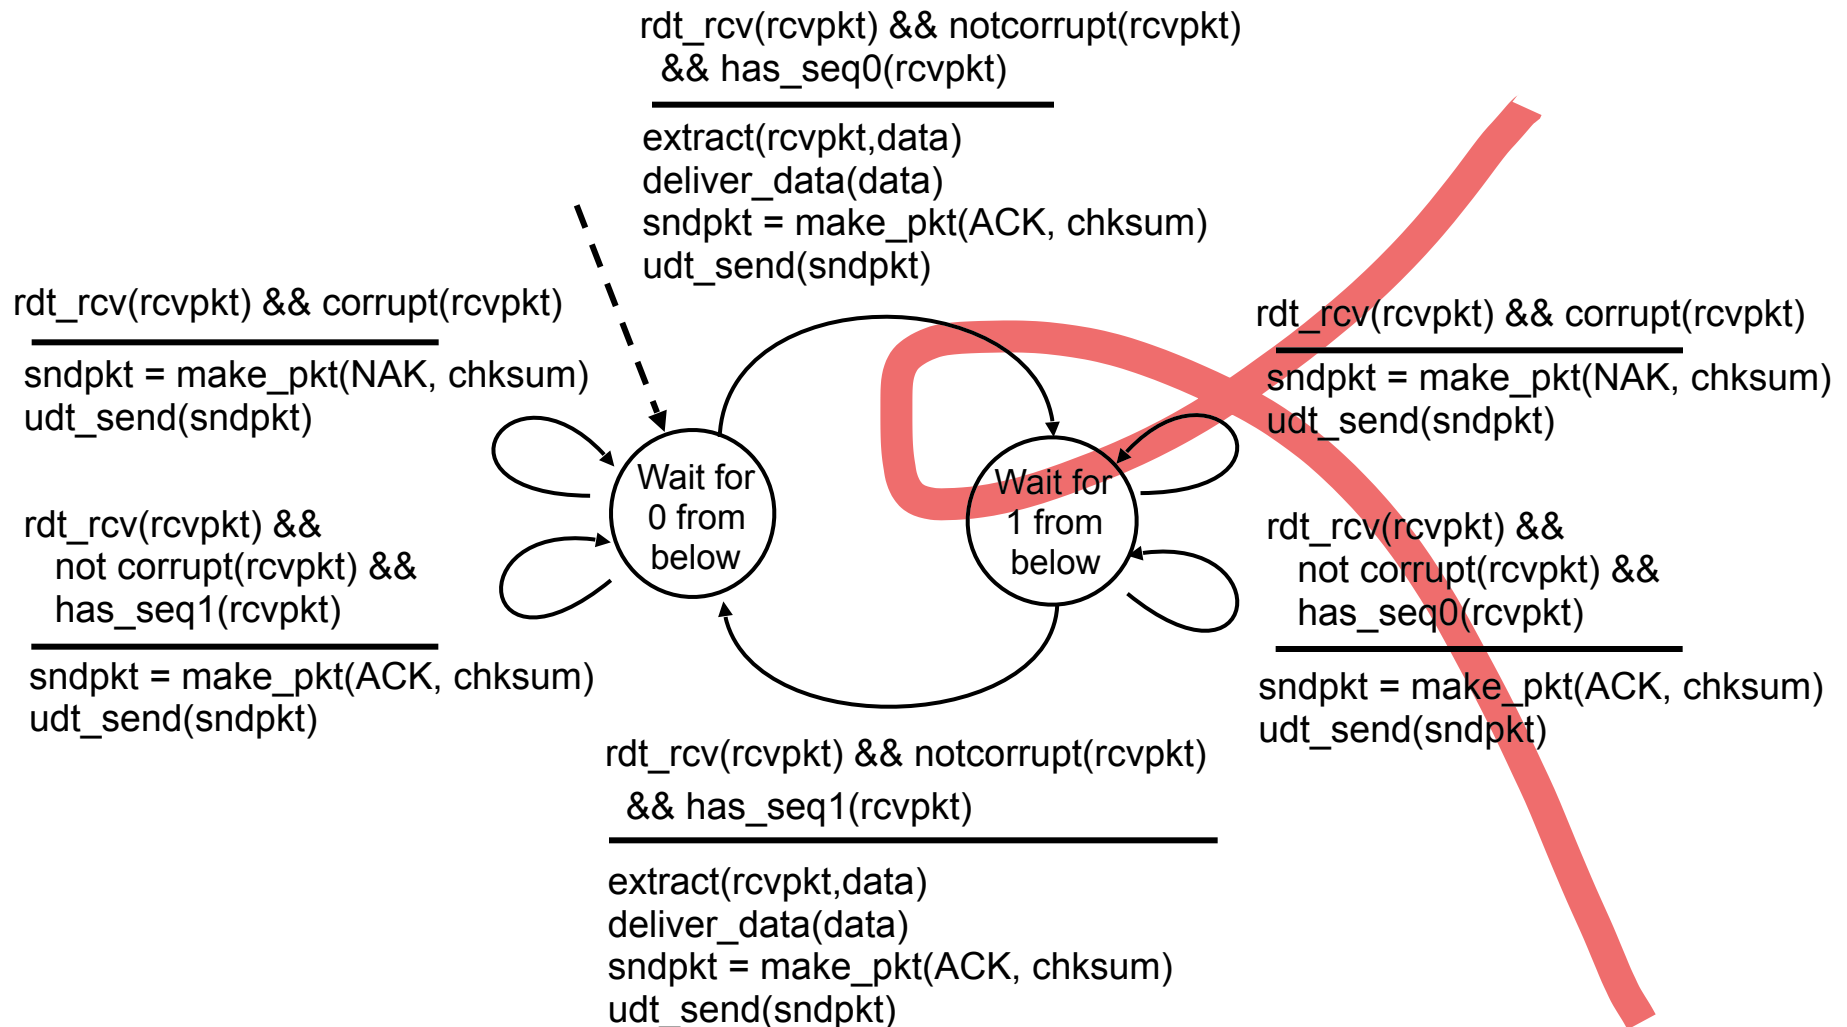 rdt_rcv(rcvpkt) && notcorrupt(rcvpkt)
&& has_seq0(rcvpkt)
extract(rcvpkt,data)
deliver_data(data)
sndpkt = make_pkt(ACK, chksum)
udt_send(sndpkt)
rdt_rcv(rcvpkt) && corrupt(rcvpkt)
sndpkt = make_pkt(NAK, chksum)
udt_send(sndpkt)
rdt_rcv(rcvpkt) &&
not corrupt(rcvpkt) &&
has_seq1(rcvpkt)
sndpkt = make_pkt(ACK, chksum)
udt_send(sndpkt)
Wait for
0 from
below
Wait for
1 from
below
rdt_rcv(rcvpkt) && corrupt(rcvpkt)
sndpkt = make_pkt(NAK, chksum)
udt_send(sndpkt)
rdt_rcv(rcvpkt) &&
not corrupt(rcvpkt) &&
has_seq0(rcvpkt)
sndpkt = make_pkt(ACK, chksum)
udt_send(sndpkt)
rdt_rcv(rcvpkt) && notcorrupt(rcvpkt)
&& has_seq1(rcvpkt)
extract(rcvpkt,data)
deliver_data(data)
sndpkt = make_pkt(ACK, chksum)
udt_send(sndpkt)